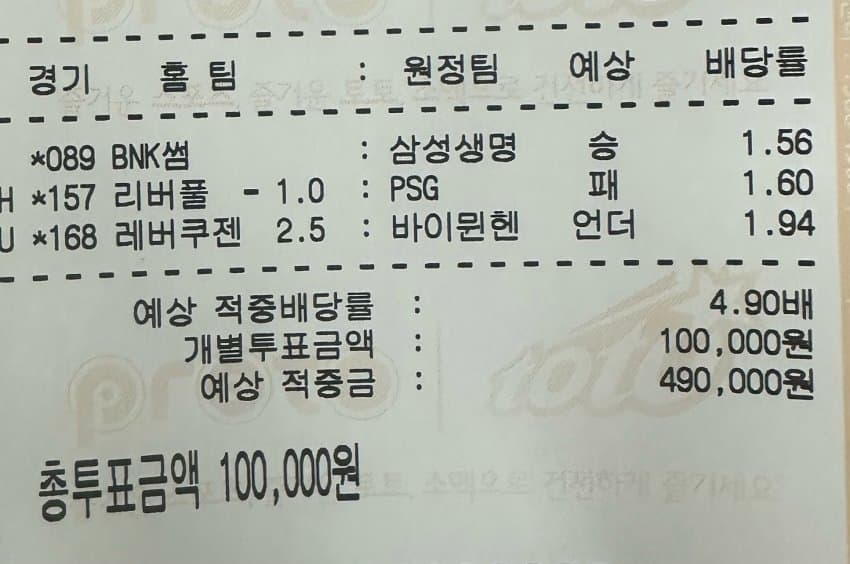 경기 홈 팀 : 원정팀 예상 배당률
*089 BNK썸 : 삼성생명 승 1.56
H *157 리버풀 - 1.0 : PSG 패 1.60
U *168 레버쿠젠 2.5 : 바이뮌헨 언더 1.94
예상 적중배당률 : 4.90배
개별투표금액 : 100,000원
예상 적중금 : 490,000원
proto toto
총투표금액 100,000원